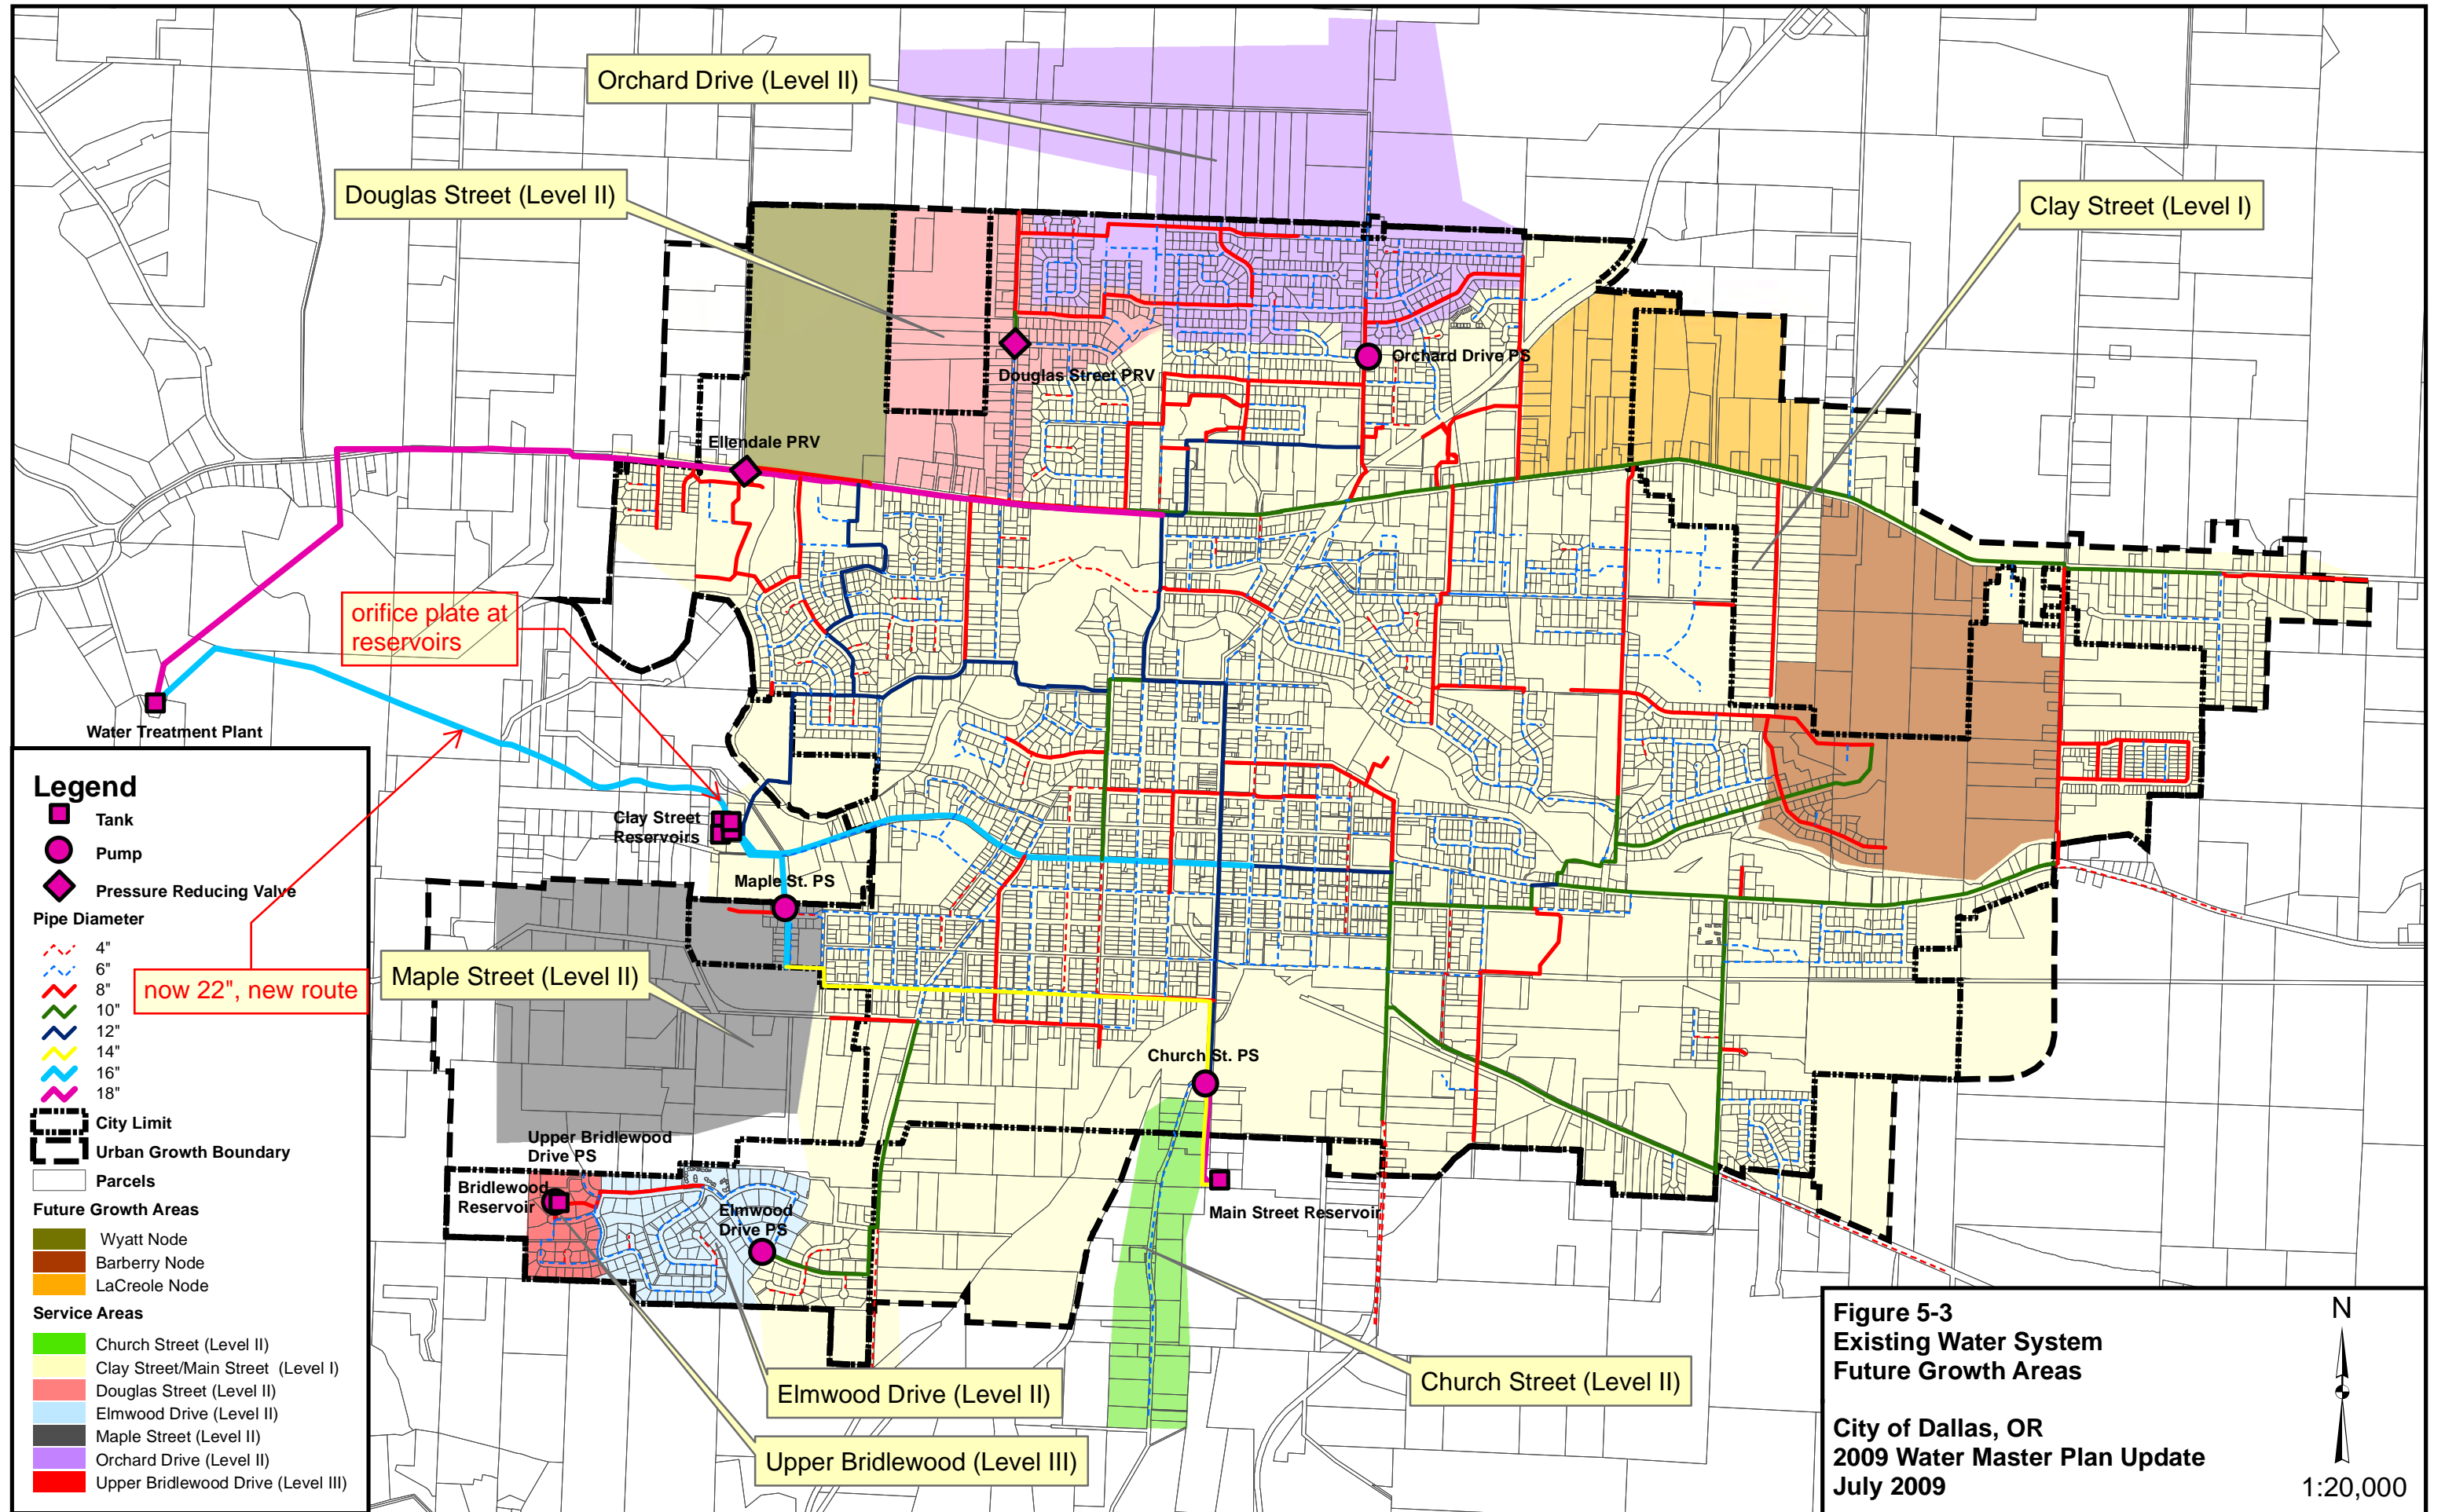 Orchard Drive (Level II)
Douglas Street (Level II)
Clay Street (Level I)
Orchard Drive PS
Douglas Street PRV
Ellendale PRV
orifice plate at
reservoirs
Water Treatment Plant
Clay Street
Reservoirs
Maple St. PS
Maple Street (Level II)
now 22", new route
Church St. PS
Upper Bridlewood
Drive PS
Bridlewood
Reservoir
Elmwood
Drive PS
Main Street Reservoir
Elmwood Drive (Level II)
Church Street (Level II)
Upper Bridlewood (Level III)
Legend
Tank
Pump
Pressure Reducing Valve
Pipe Diameter
4"
6"
8"
10"
12"
14"
16"
18"
City Limit
Urban Growth Boundary
Parcels
Future Growth Areas
Wyatt Node
Barberry Node
LaCreole Node
Service Areas
Church Street (Level II)
Clay Street/Main Street (Level I)
Douglas Street (Level II)
Elmwood Drive (Level II)
Maple Street (Level II)
Orchard Drive (Level II)
Upper Bridlewood Drive (Level III)
Figure 5-3
Existing Water System
Future Growth Areas
City of Dallas, OR
2009 Water Master Plan Update
July 2009
N
1:20,000